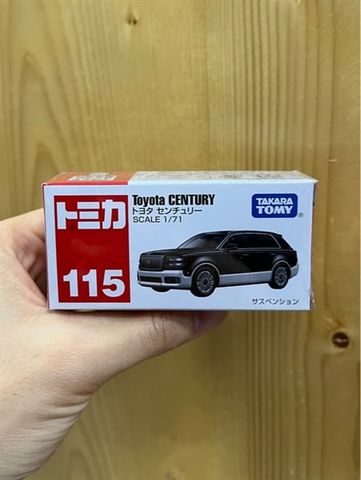 トミカ
115
Toyota CENTURY
トヨタ センチュリー
SCALE 1/71
TAKARA
TOMY®
サスペンション